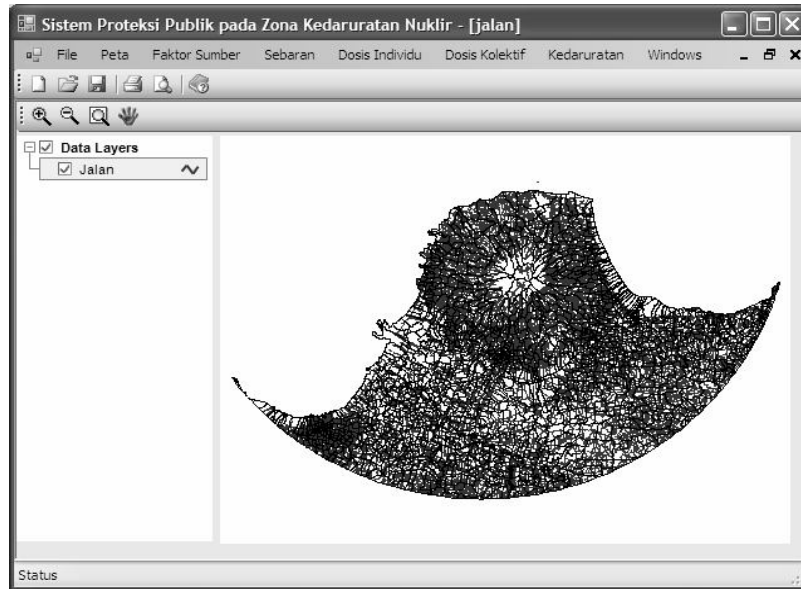 Sistem Proteksi Publik pada Zona Kedaruratan Nuklir - [jalan]
File Peta Faktor Sumber Sebaran Dosis Individu Dosis Kolektif Kedaruratan Windows
Data Layers
Jalan
Status